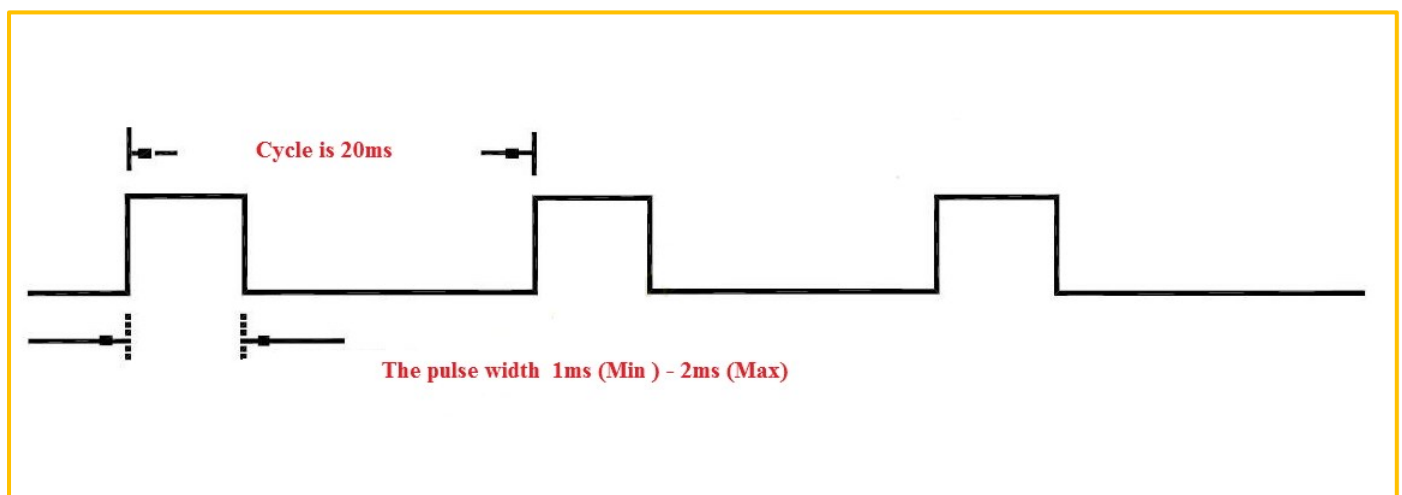 Cycle is 20ms
The pulse width 1ms (Min ) - 2ms (Max)